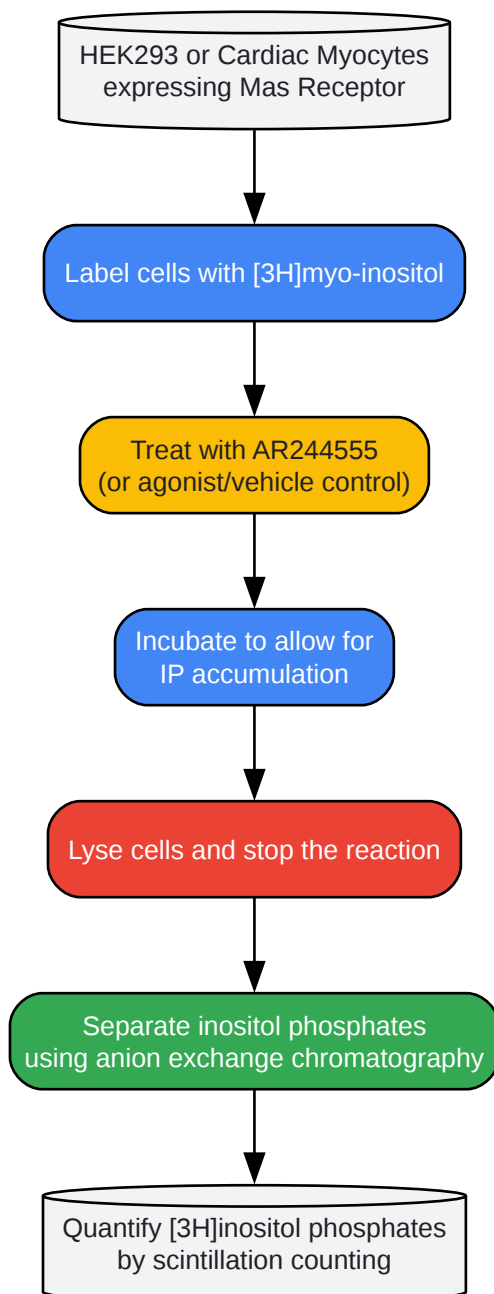 HEK293 or Cardiac Myocytes
expressing Mas Receptor
Label cells with [3H]myo-inositol
Treat with AR244555
(or agonist/vehicle control)
Incubate to allow for
IP accumulation
Lyse cells and stop the reaction
Separate inositol phosphates
using anion exchange chromatography
Quantify [3H]inositol phosphates
by scintillation counting